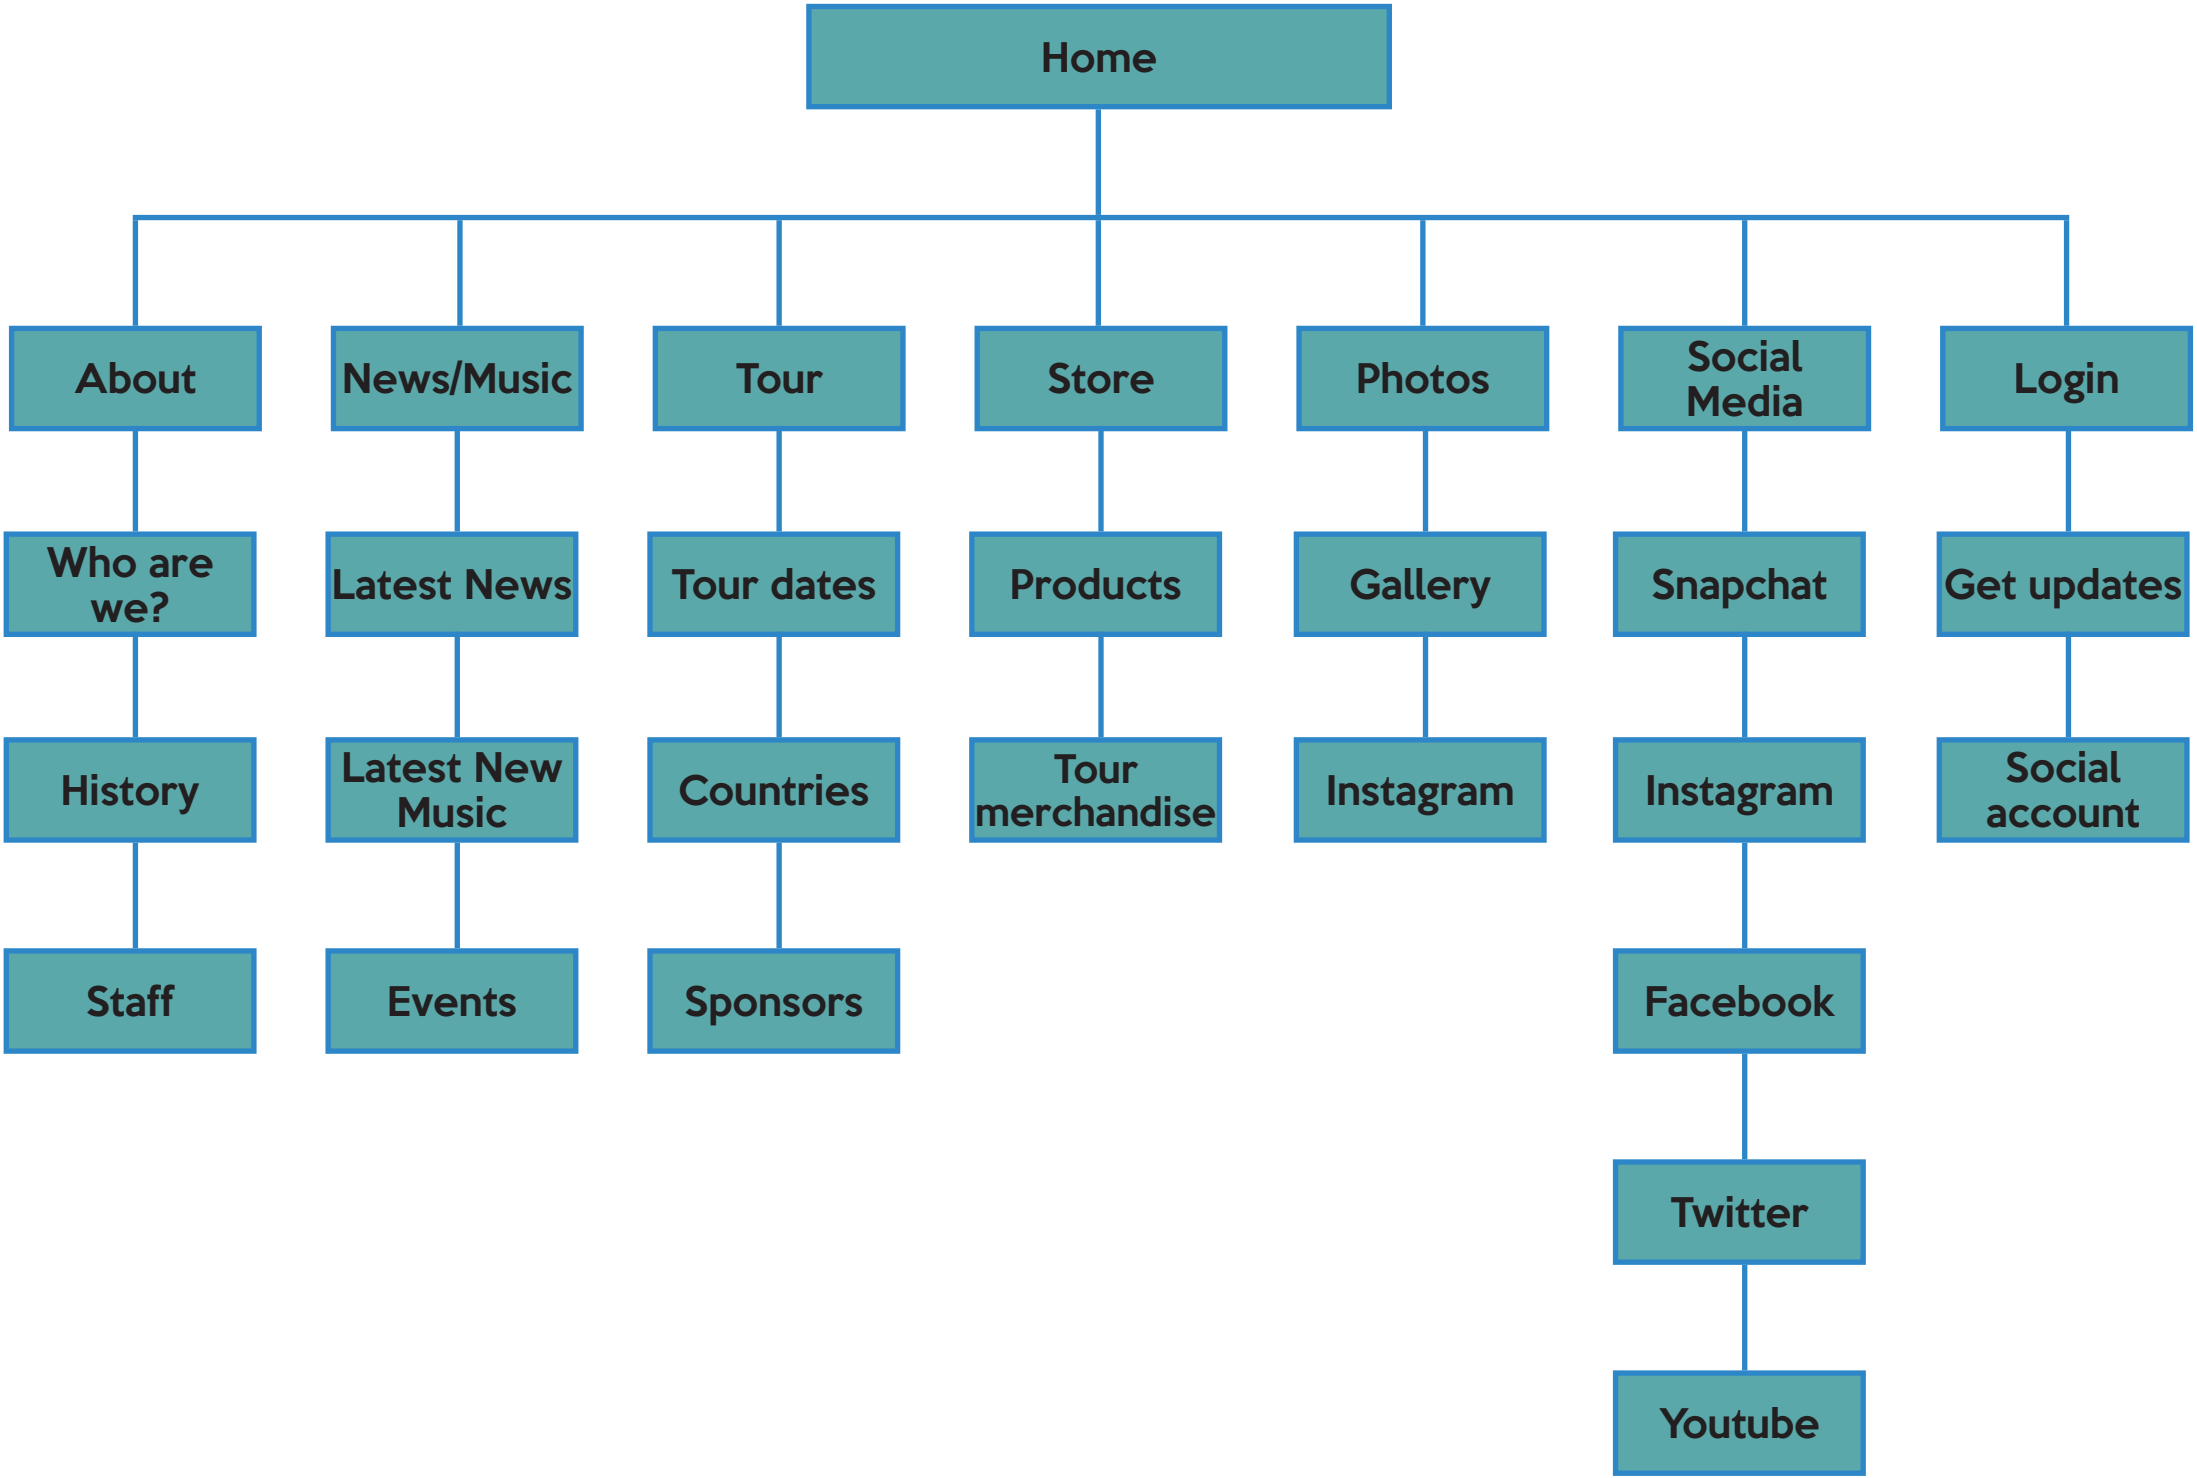 Home
About
News/Music
Tour
Store
Photos
Social
Media
Login
Who are
we?
Latest News
Tour dates
Products
Gallery
Snapchat
Get updates
History
Latest New
Music
Countries
Tour
merchandise
Instagram
Instagram
Social
account
Staff
Events
Sponsors
Facebook
Twitter
Youtube